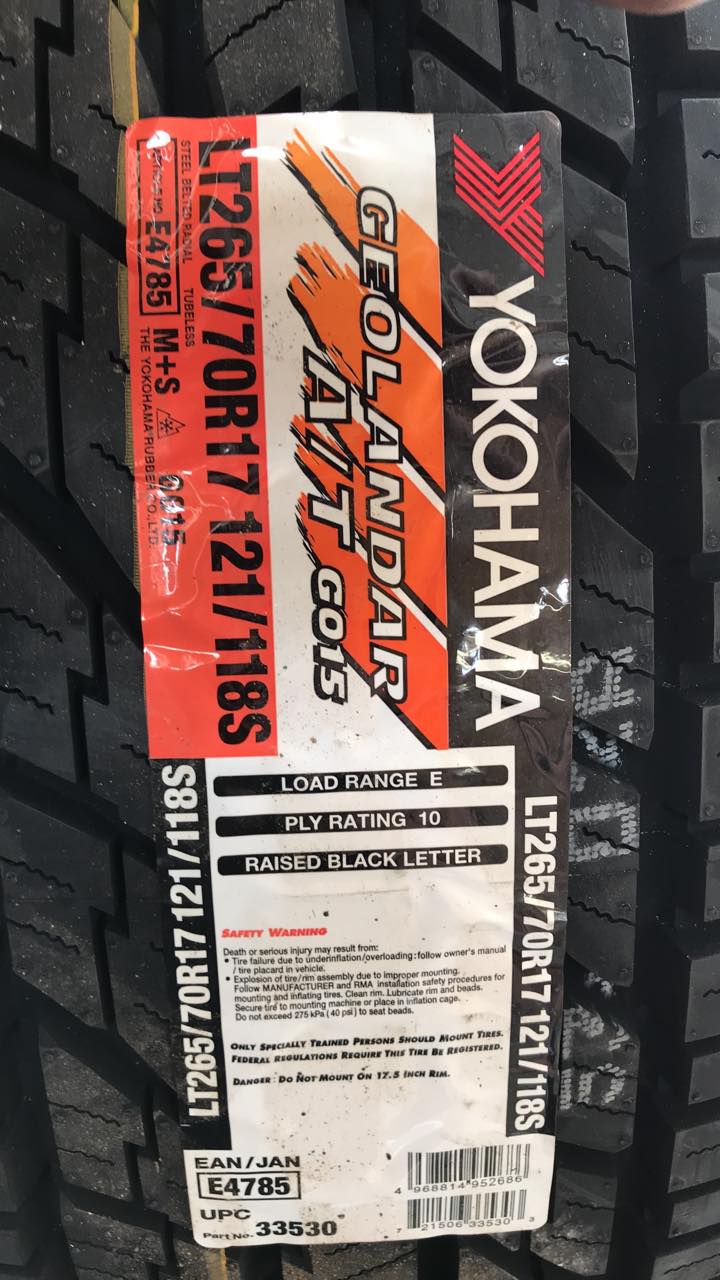 YOKOHAMA
GEOLANDAR
A/T G015
STEEL BELTED RADIAL TUBELESS
LT265/70R17 121/118S
E4785 M+S G015
THE YOKOHAMA RUBBER CO., LTD.
LT265/70R17 121/118S
LT265/70R17 121/118S
LOAD RANGE E
PLY RATING 10
RAISED BLACK LETTER
SAFETY WARNING
Death or serious injury may result from:
• Tire failure due to underinflation/overloading: follow owner's manual
/ tire placard in vehicle.
• Explosion of tire/rim assembly due to improper mounting.
Follow MANUFACTURER and RMA installation safety procedures for
mounting and inflating tires. Clean rim. Lubricate rim and beads.
Secure tire to mounting machine or place in inflation cage.
Do not exceed 275 kPa (40 psi) to seat beads.
ONLY SPECIALLY TRAINED PERSONS SHOULD MOUNT TIRES.
FEDERAL REGULATIONS REQUIRE THIS TIRE BE REGISTERED.
DANGER: DO NOT MOUNT ON 17.5 INCH RIM.
EAN/JAN
E4785
4 968814 952686
UPC
Part No. 33530
7 21506 33530 3